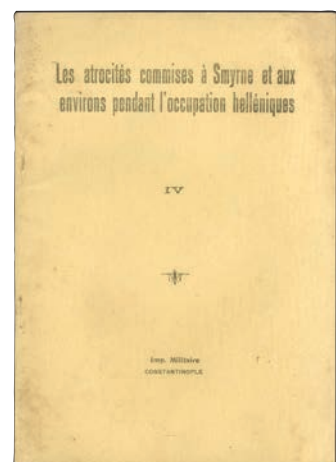 Les atrocités commises à Smyrne et aux
environs pendant l'occupation helléniques
IV
Imp. Militaire
CONSTANTINOPLE